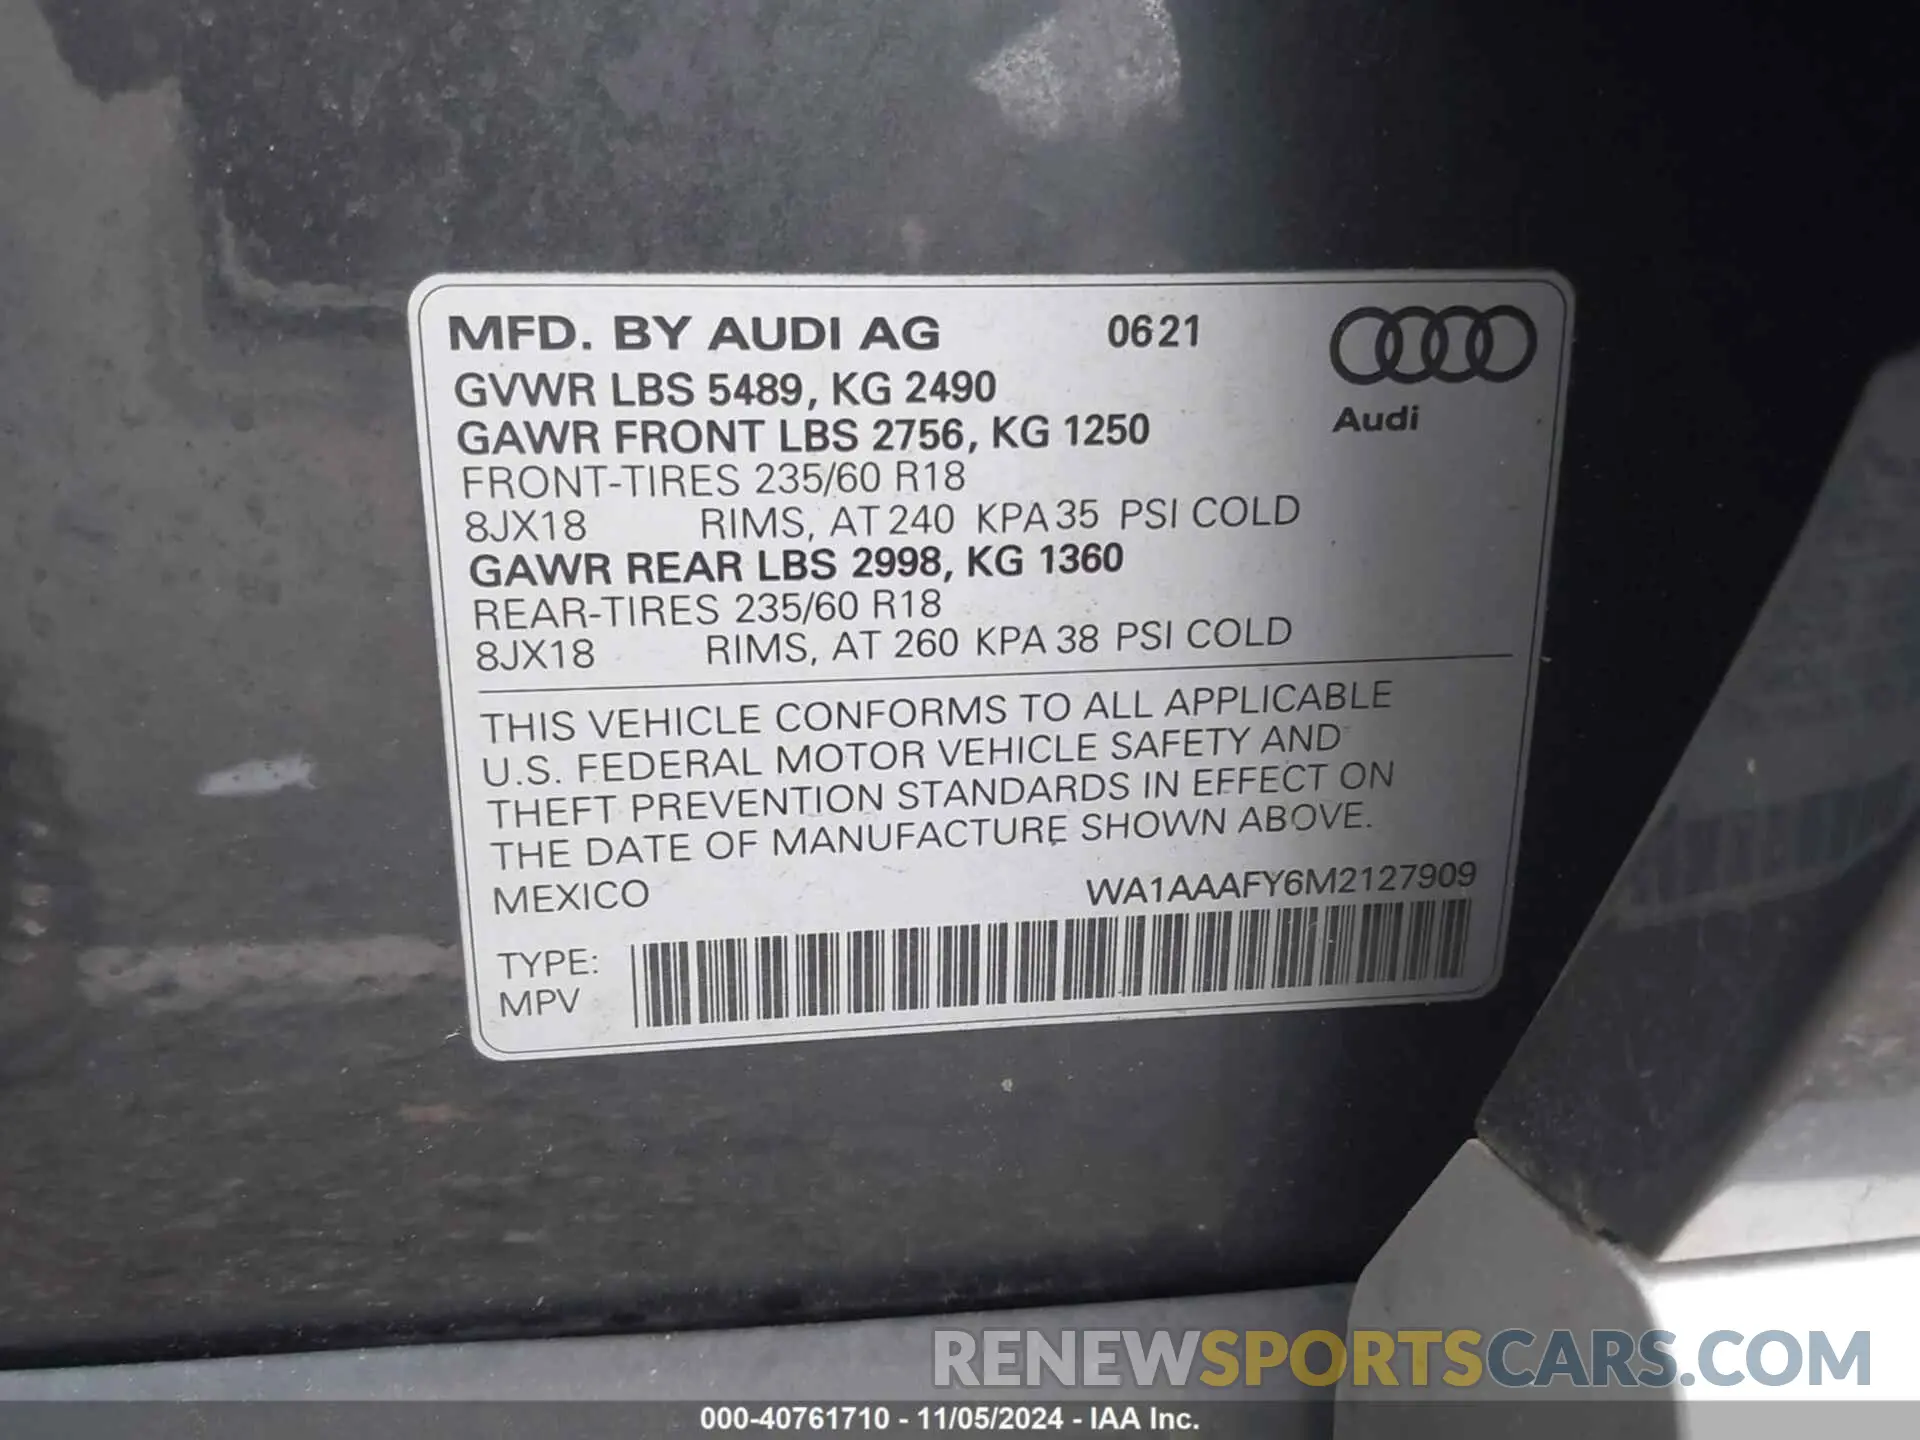 MFD. BY AUDI AG 0621
GVWR LBS 5489, KG 2490
GAWR FRONT LBS 2756, KG 1250
Audi
FRONT-TIRES 235/60 R18
8JX18 RIMS, AT 240 KPA 35 PSI COLD
GAWR REAR LBS 2998, KG 1360
REAR-TIRES 235/60 R18
8JX18 RIMS, AT 260 KPA 38 PSI COLD
THIS VEHICLE CONFORMS TO ALL APPLICABLE
U.S. FEDERAL MOTOR VEHICLE SAFETY AND
THEFT PREVENTION STANDARDS IN EFFECT ON
THE DATE OF MANUFACTURE SHOWN ABOVE.
MEXICO WA1AAAFY6M2127909
TYPE:
MPV
RENEWSPORTSCARS.COM
000-40761710 - 11/05/2024 - IAA Inc.